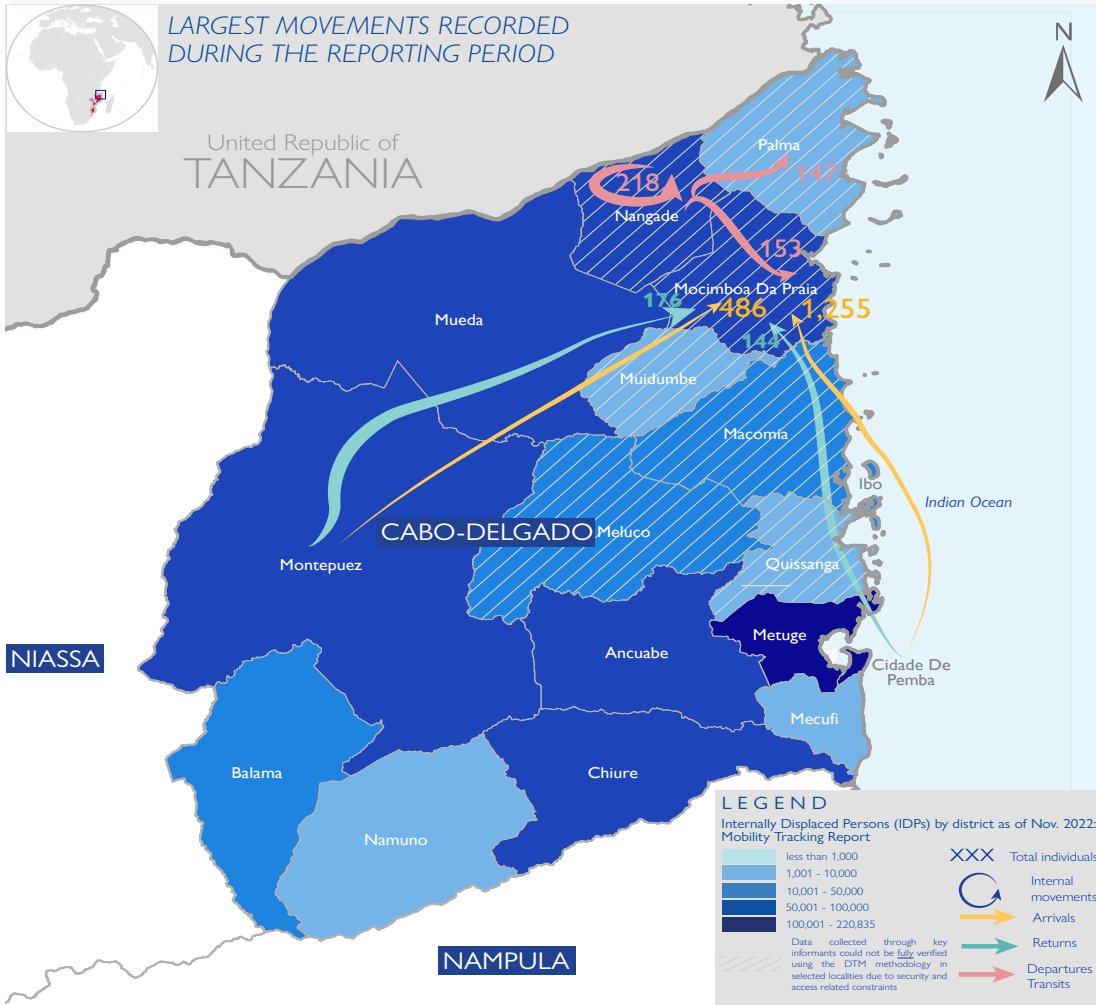 LARGEST MOVEMENTS RECORDED
DURING THE REPORTING PERIOD
N
United Republic of
TANZANIA
Palma
147
218
Nangade
153
Mocimboa Da Praia
176
486
1,255
144
Mueda
Muidumbe
Macomia
Ibo
Indian Ocean
CABO-DELGADO
Meluco
Montepuez
Quissanga
Metuge
Ancuabe
NIASSA
Cidade De
Pemba
Mecufi
Balama
Chiure
Namuno
NAMPULA
LEGEND
Internally Displaced Persons (IDPs) by district as of Nov. 2022:
Mobility Tracking Report
less than 1,000
1,001 - 10,000
10,001 - 50,000
50,001 - 100,000
100,001 - 220,835
Data collected through key
informants could not be fully verified
using the DTM methodology in
selected localities due to security and
access related constraints
XXX Total individuals
Internal
movements
Arrivals
Returns
Departures
Transits